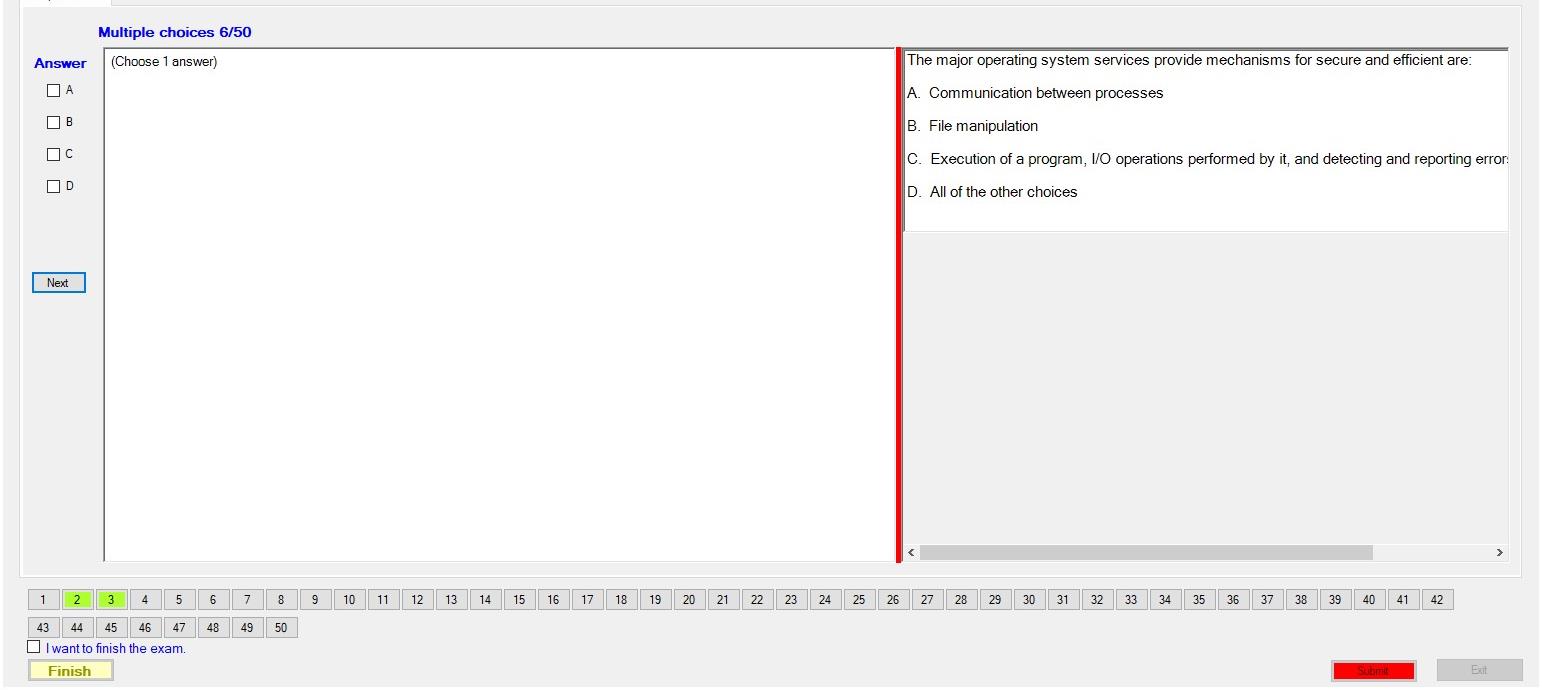 Multiple choices 6/50
Answer
(Choose 1 answer)
A
B
C
D
Next
The major operating system services provide mechanisms for secure and efficient are:
A. Communication between processes
B. File manipulation
C. Execution of a program, I/O operations performed by it, and detecting and reporting errors
D. All of the other choices
1 2 3 4 5 6 7 8 9 10 11 12 13 14 15 16 17 18 19 20 21 22 23 24 25 26 27 28 29 30 31 32 33 34 35 36 37 38 39 40 41 42
43 44 45 46 47 48 49 50
I want to finish the exam.
Finish
Submit
Exit